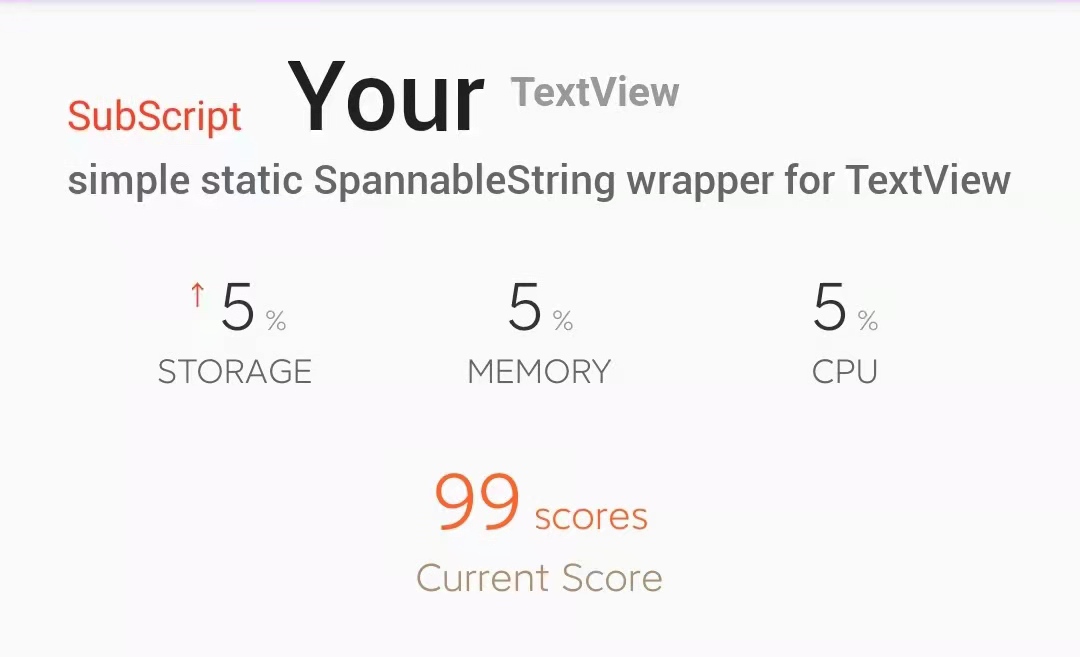 SubScript Your TextView
simple static SpannableString wrapper for TextView
↑ 5 % 5 % 5 %
STORAGE MEMORY CPU
99 scores
Current Score